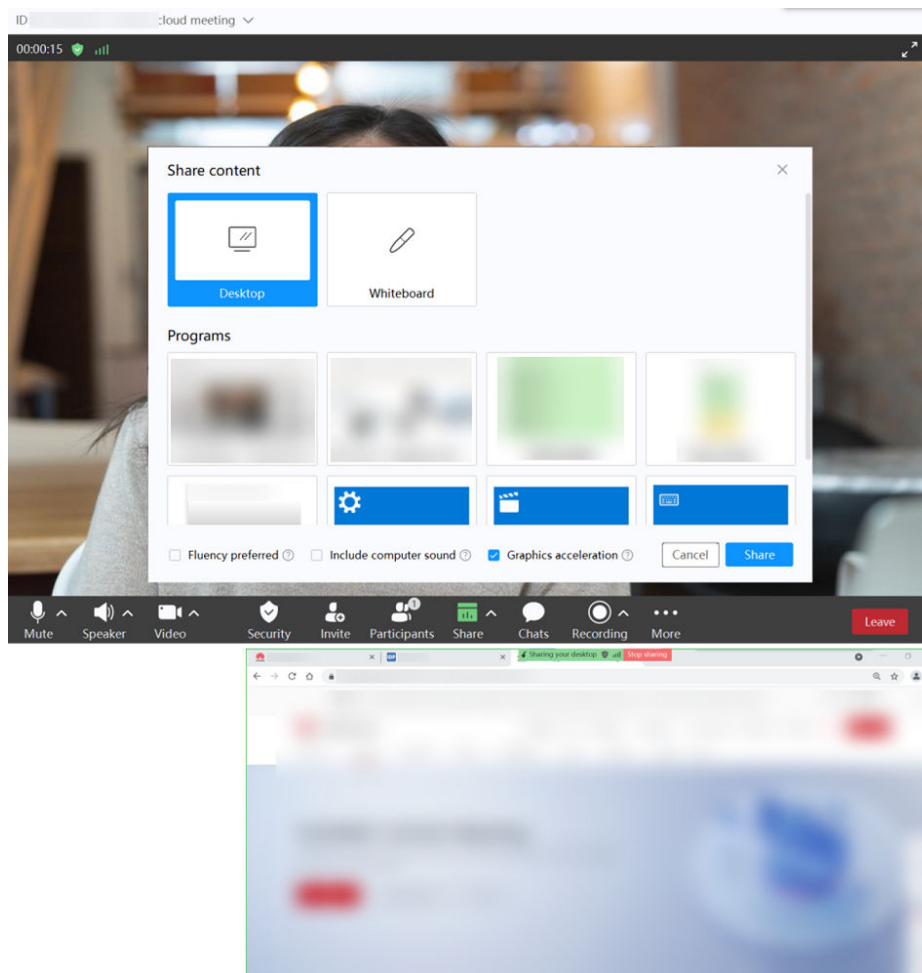 ID cloud meeting
00:00:15
Share content
Desktop Whiteboard
Programs
Fluency preferred ? Include computer sound ? Graphics acceleration ? Cancel Share
1
Mute Speaker Video Security Invite Participants Share Chats Recording More Leave
Sharing your desktop Stop sharing